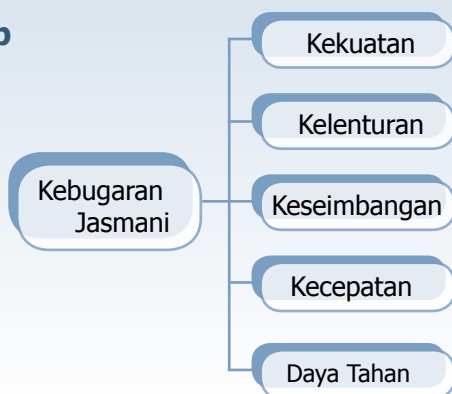 p
Kekuatan
Kelenturan
Kebugaran
Jasmani
Keseimbangan
Kecepatan
Daya Tahan